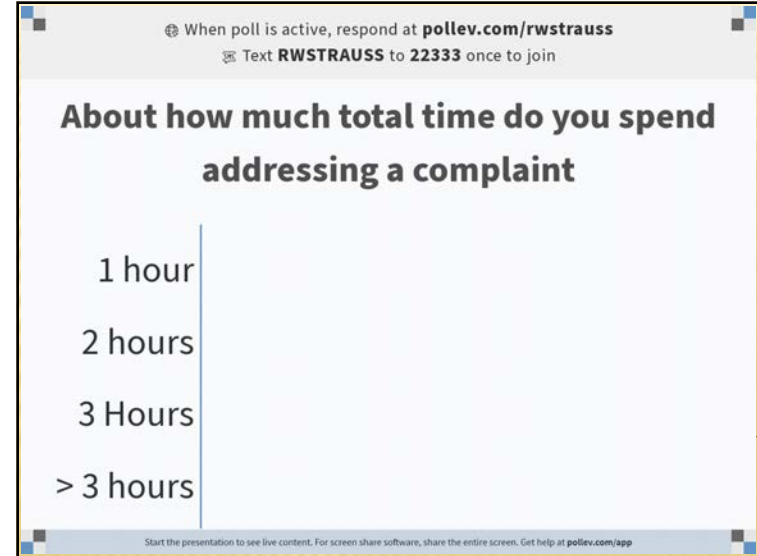 When poll is active, respond at pollev.com/rwstrauss
Text RWSTRAUSS to 22333 once to join
About how much total time do you spend
addressing a complaint
1 hour
2 hours
3 Hours
> 3 hours
Start the presentation to see live content. For screen share software, share the entire screen. Get help at pollev.com/app